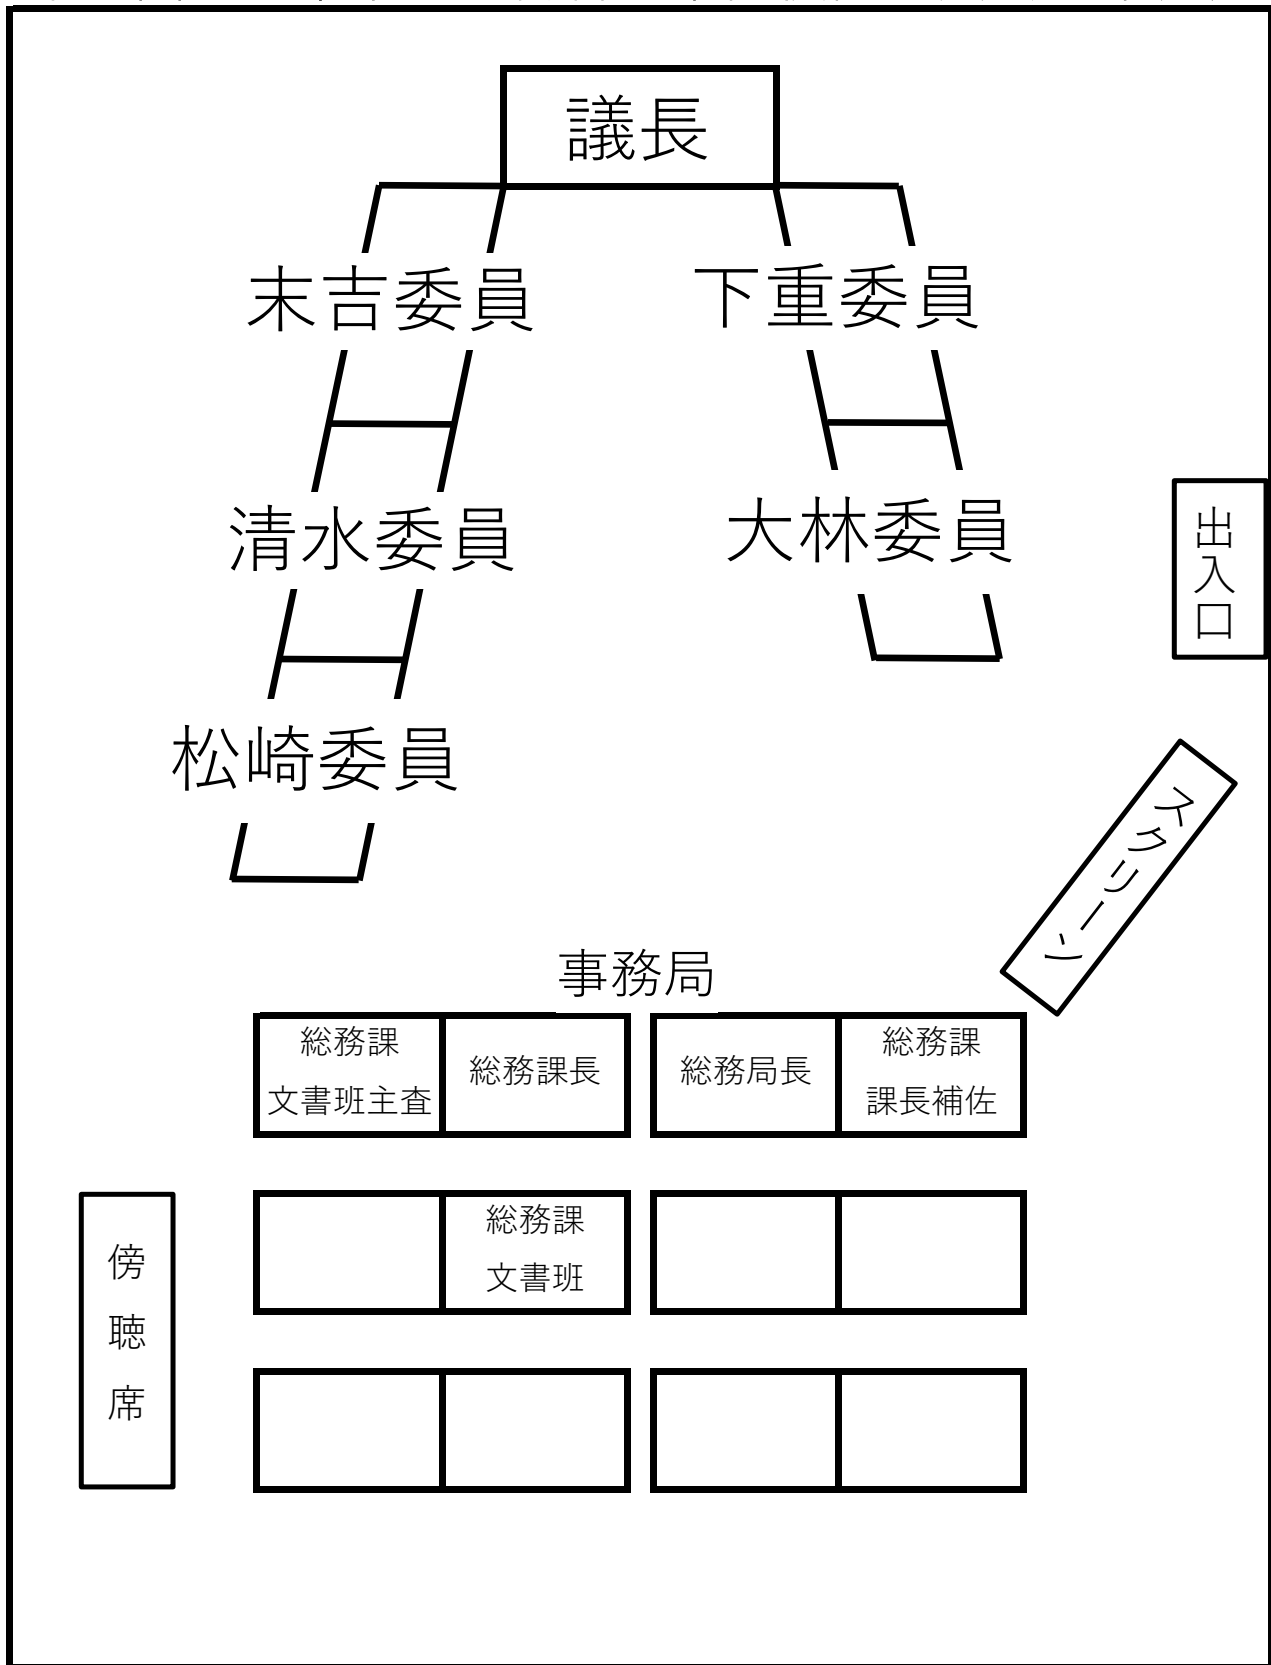 議長
末吉委員
下重委員
清水委員
大林委員
出入口
松崎委員
スクリーン
事務局
総務課
文書班主査
総務課長
総務局長
総務課
課長補佐
総務課
文書班
傍聴席